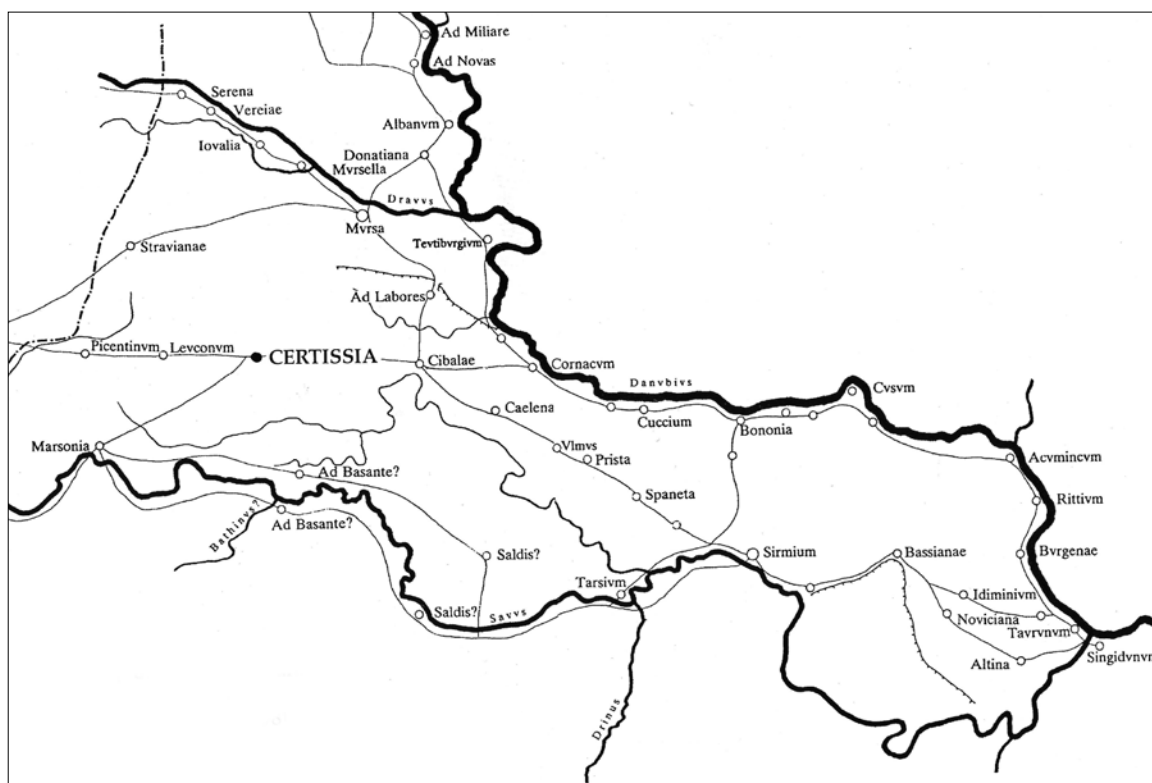 Ad Miliare
Ad Novas
Serena
Vereiae
Albanvm
Iovalia
Donatiana
Mvrsella
Dravvs
Mvrsa
Tevtibvrgivm
Stravianae
Ad Labores
Picentinvm
Levconvm
CERTISSIA
Cibalae
Cornacvm
Danvbivs
Cvsvm
Caelena
Cuccium
Bononia
Marsonia
Vlmvs
Prista
Acvmincvm
Ad Basante?
Spaneta
Rittivm
Bathinvs?
Ad Basante?
Saldis?
Sirmium
Bassianae
Bvrgenae
Tarsivm
Idiminivm
Saldis?
Savvs
Noviciana
Tavrvnvm
Altina
Singidvnvm
Drinus